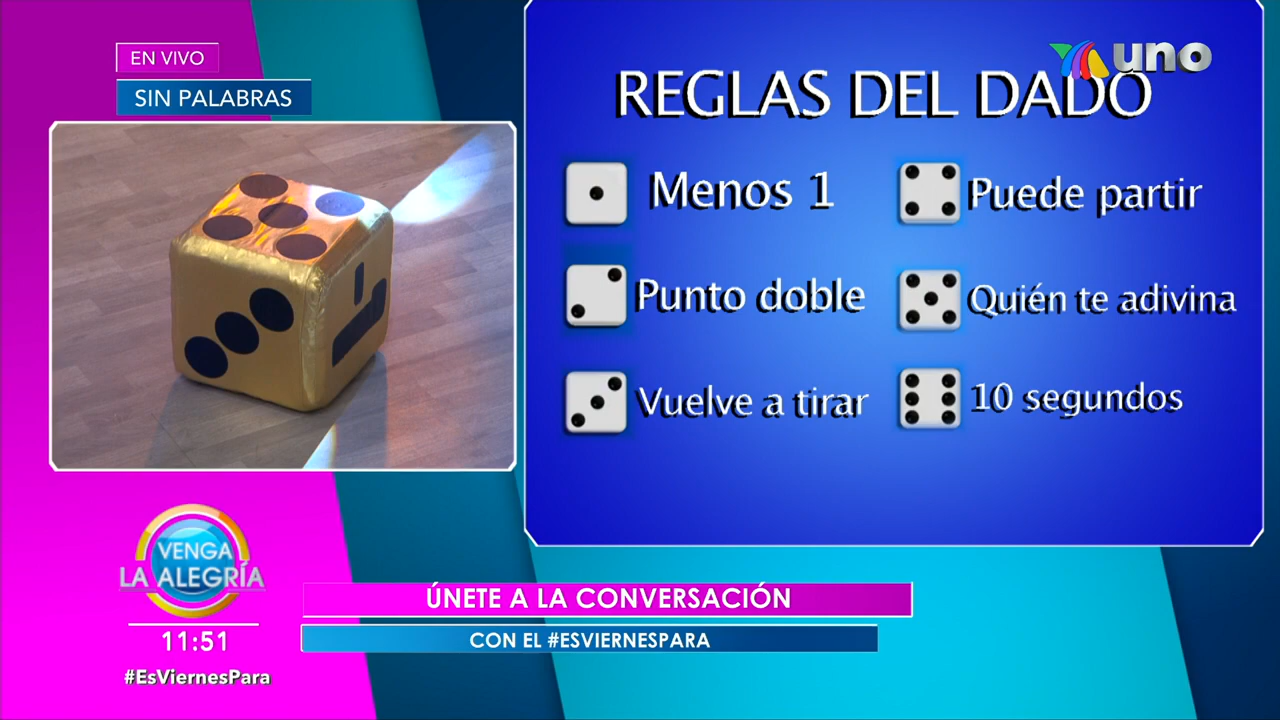 EN VIVO
SIN PALABRAS
uno
REGLAS DEL DADO
Menos 1
Puede partir
Punto doble
Quién te adivina
Vuelve a tirar
10 segundos
VENGA
LA ALEGRÍA
11:51
#EsViernesPara
ÚNETE A LA CONVERSACIÓN
CON EL #ESVIERNESPARA